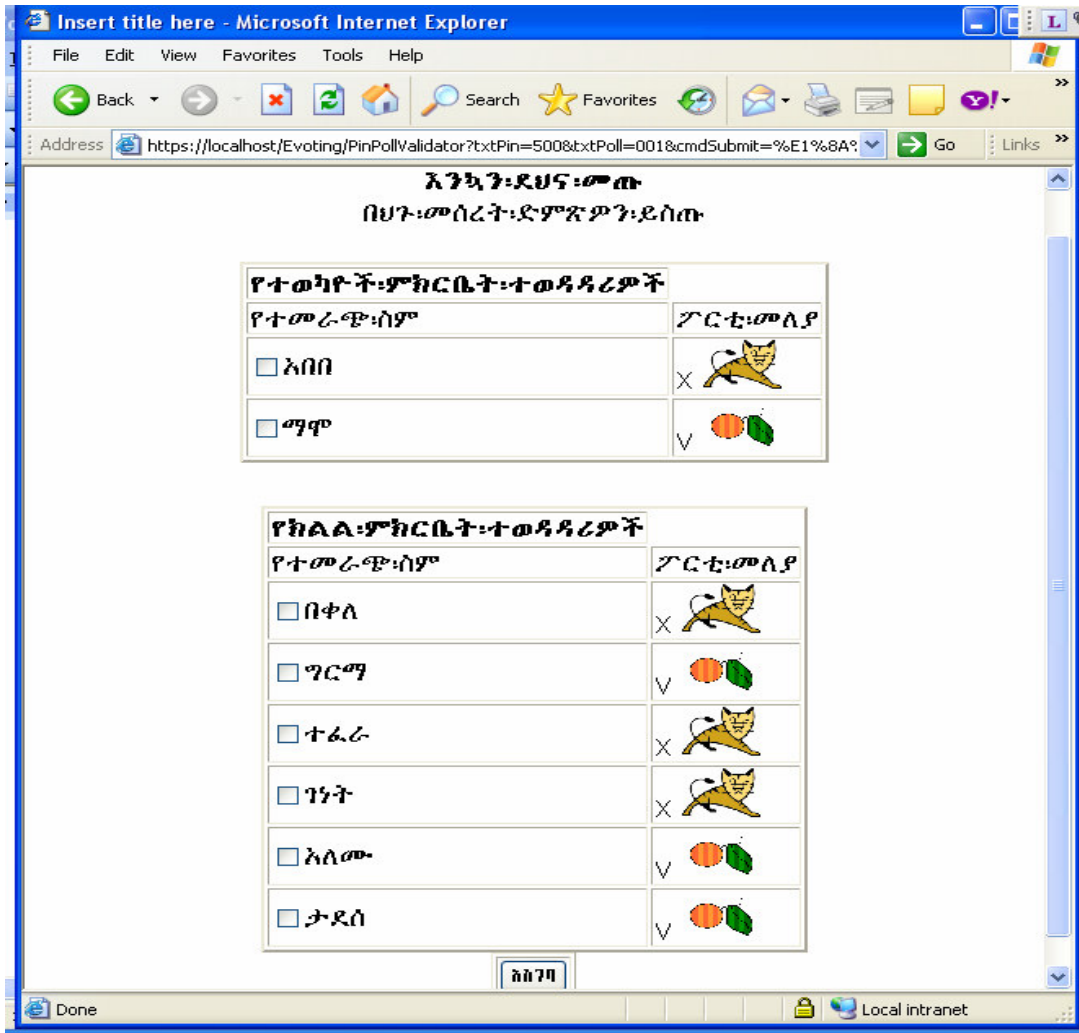 Insert title here - Microsoft Internet Explorer
File Edit View Favorites Tools Help
Back Search Favorites
Address https://localhost/Evoting/PinPollValidator?txtPin=500&txtPoll=001&cmdSubmit=%E1%8A% Go Links
እንኳን፡ደህና፡መጡ
በህጉ፡መሰረት፡ድምጽዎን፡ይስጡ
የተወካዮች፡ምክርቤት፡ተወዳዳሪዎች
የተመራጭ፡ስም ፖርቲ፡መለያ
አበበ X
ማሞ V
የክልል፡ምክርቤት፡ተወዳዳሪዎች
የተመራጭ፡ስም ፖርቲ፡መለያ
በቀለ X
ግርማ V
ተፈራ X
ገነት X
አለሙ V
ታደሰ V
አስገባ
Done Local intranet